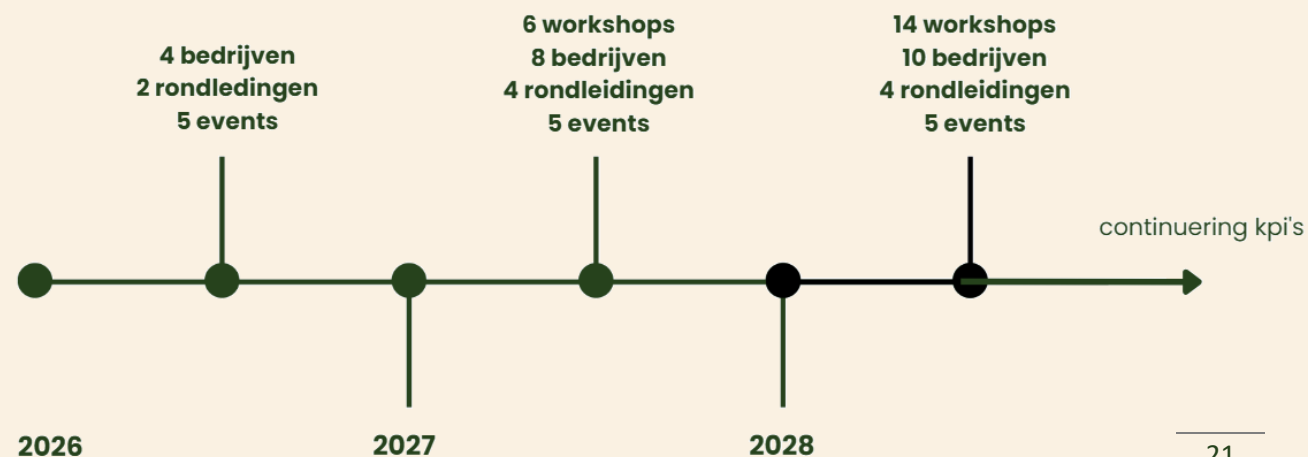 4 bedrijven
2 rondledingen
5 events
6 workshops
8 bedrijven
4 rondleidingen
5 events
14 workshops
10 bedrijven
4 rondleidingen
5 events
continuering kpi's
2026
2027
2028
21